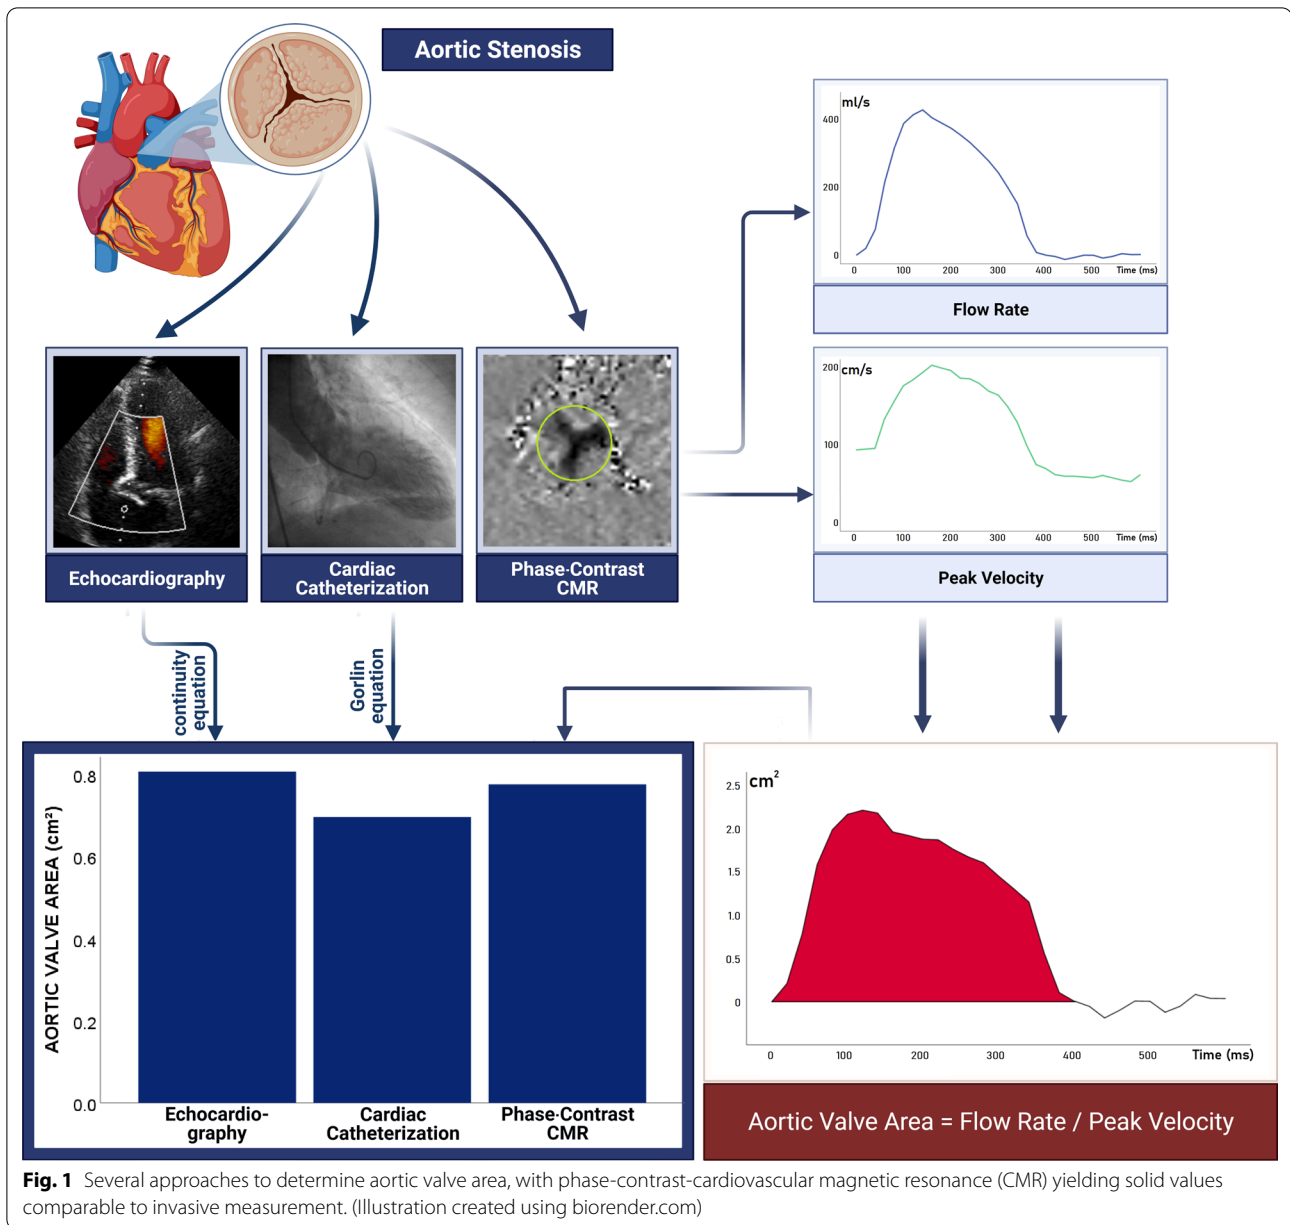 Aortic Stenosis
ml/s
400
200
0
0 100 200 300 400 500 Time (ms)
Flow Rate
200 cm/s
100
0
0 100 200 300 400 500 Time (ms)
Peak Velocity
Echocardiography
Cardiac
Catheterization
Phase-Contrast
CMR
continuity
equation
Gorlin
equation
AORTIC VALVE AREA (cm²)
0.8
0.6
0.4
0.2
0.0
Echocardio-
graphy
Cardiac
Catheterization
Phase-Contrast
CMR
cm²
2.5
2.0
1.5
1.0
0.5
0
0 100 200 300 400 500 Time (ms)
Aortic Valve Area = Flow Rate / Peak Velocity
Fig. 1 Several approaches to determine aortic valve area, with phase-contrast-cardiovascular magnetic resonance (CMR) yielding solid values
comparable to invasive measurement. (Illustration created using biorender.com)